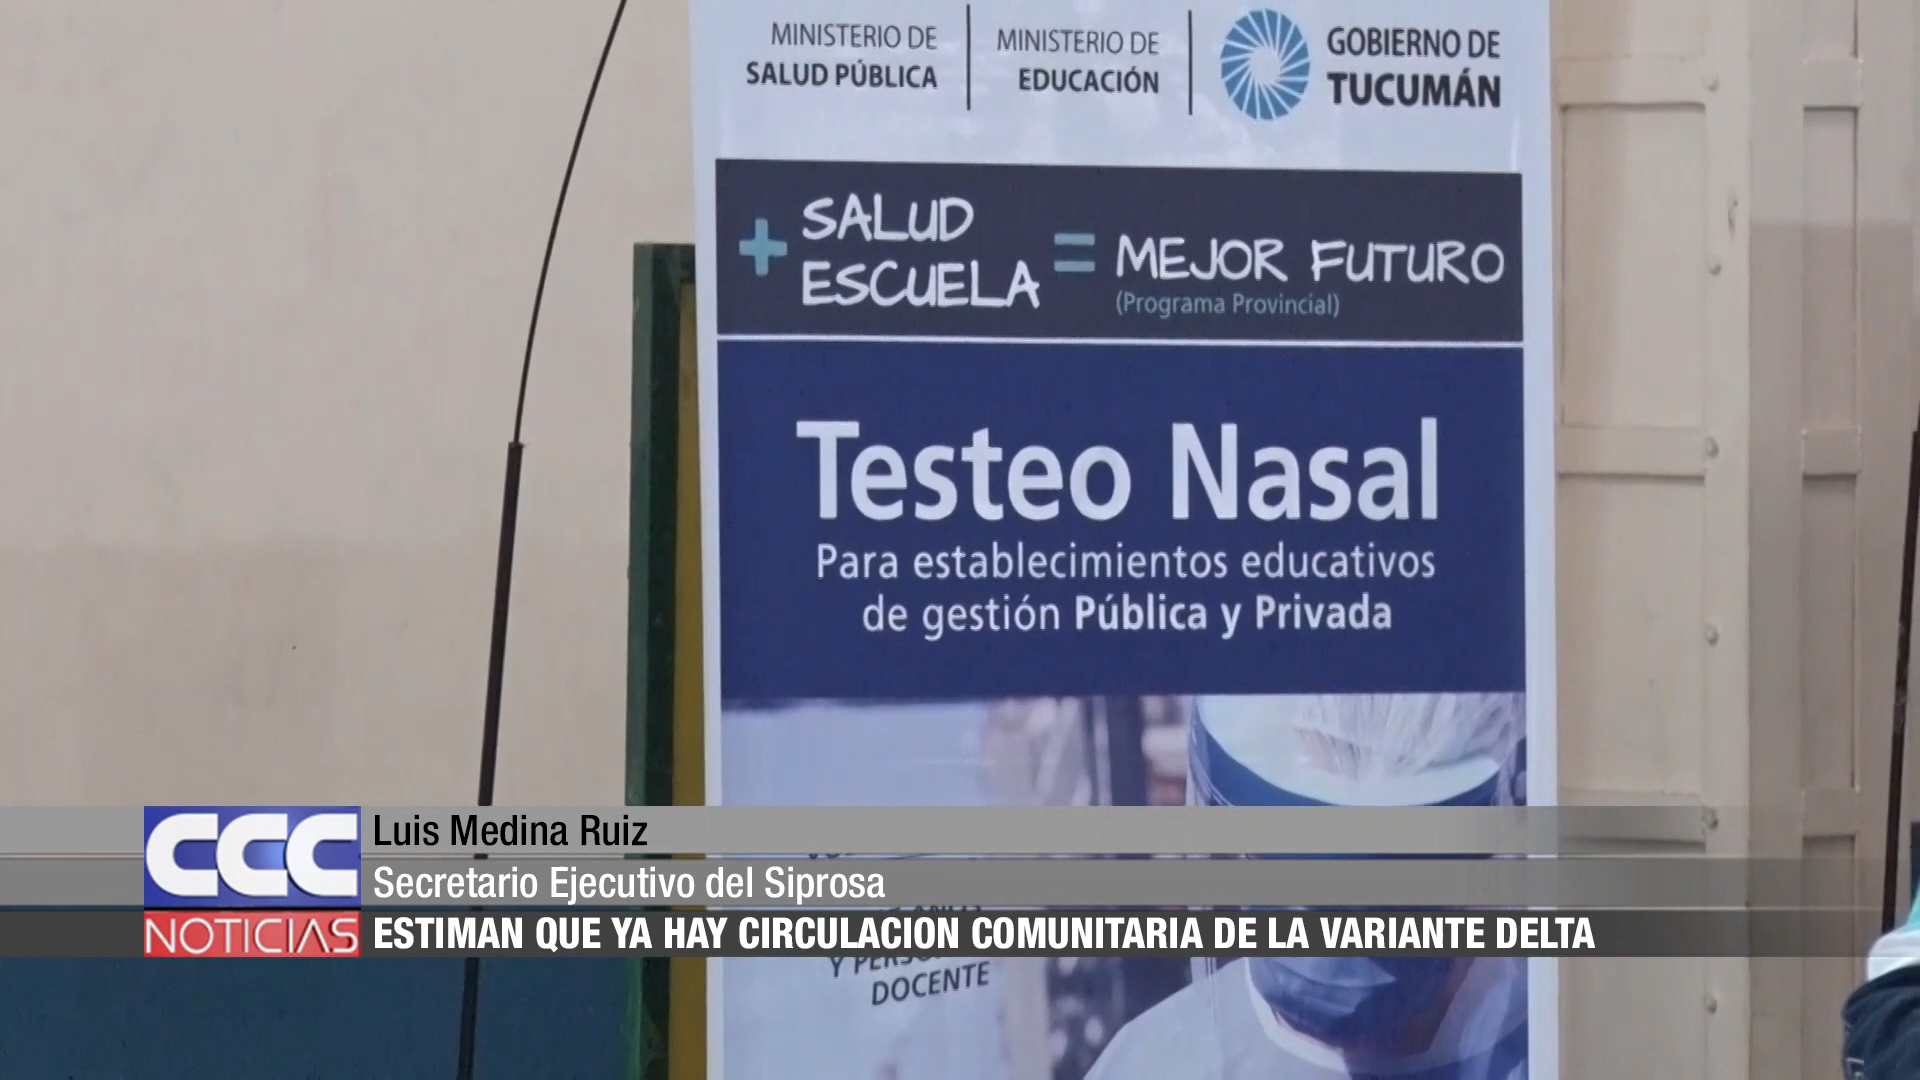 MINISTERIO DE
SALUD PÚBLICA
MINISTERIO DE
EDUCACIÓN
GOBIERNO DE
TUCUMÁN
+ SALUD
ESCUELA
= MEJOR FUTURO
(Programa Provincial)
Testeo Nasal
Para establecimientos educativos
de gestión Pública y Privada
Y
DOCENTE
CCC
NOTICIAS
Luis Medina Ruiz
Secretario Ejecutivo del Siprosa
ESTIMAN QUE YA HAY CIRCULACION COMUNITARIA DE LA VARIANTE DELTA